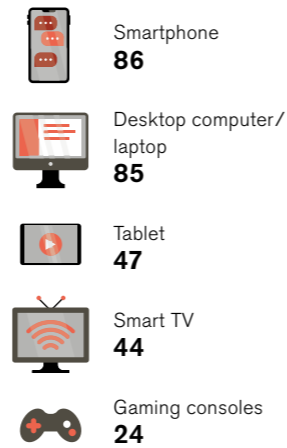 Smartphone
86
Desktop computer/
laptop
85
Tablet
47
Smart TV
44
Gaming consoles
24